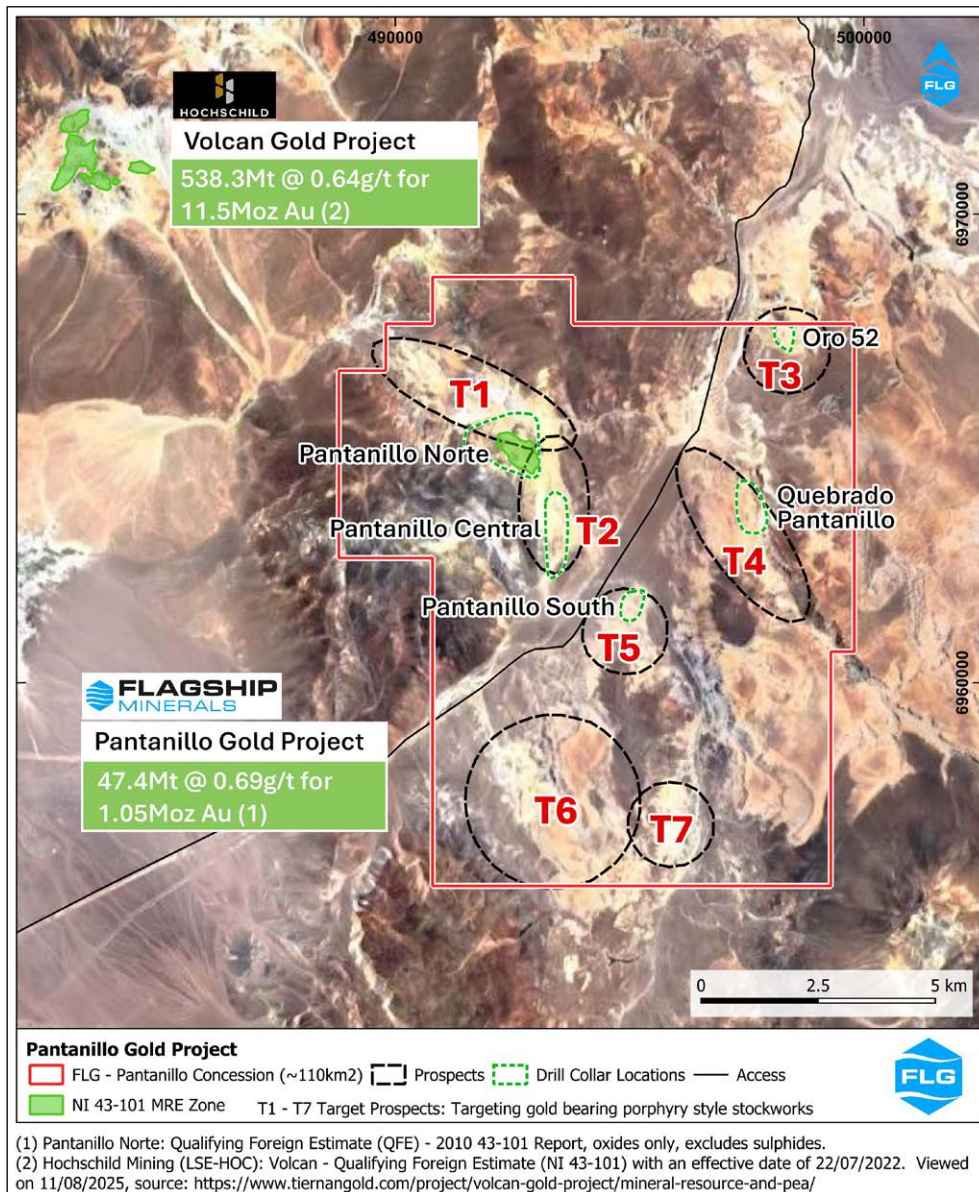 490000
500000
FLG
HOCHSCHILD
Volcan Gold Project
538.3Mt @ 0.64g/t for
11.5Moz Au (2)
6970000
Oro 52
T3
T1
Pantanillo Norte
Quebrado
Pantanillo
Pantanillo Central
T2
T4
Pantanillo South
T5
6960000
FLAGSHIP
MINERALS
Pantanillo Gold Project
47.4Mt @ 0.69g/t for
1.05Moz Au (1)
T6
T7
0 2.5 5 km
Pantanillo Gold Project
FLG - Pantanillo Concession (~110km2) Prospects Drill Collar Locations Access
NI 43-101 MRE Zone T1 - T7 Target Prospects: Targeting gold bearing porphyry style stockworks
FLG
(1) Pantanillo Norte: Qualifying Foreign Estimate (QFE) - 2010 43-101 Report, oxides only, excludes sulphides.
(2) Hochschild Mining (LSE-HOC): Volcan - Qualifying Foreign Estimate (NI 43-101) with an effective date of 22/07/2022. Viewed
on 11/08/2025, source: https://www.tiernangold.com/project/volcan-gold-project/mineral-resource-and-pea/